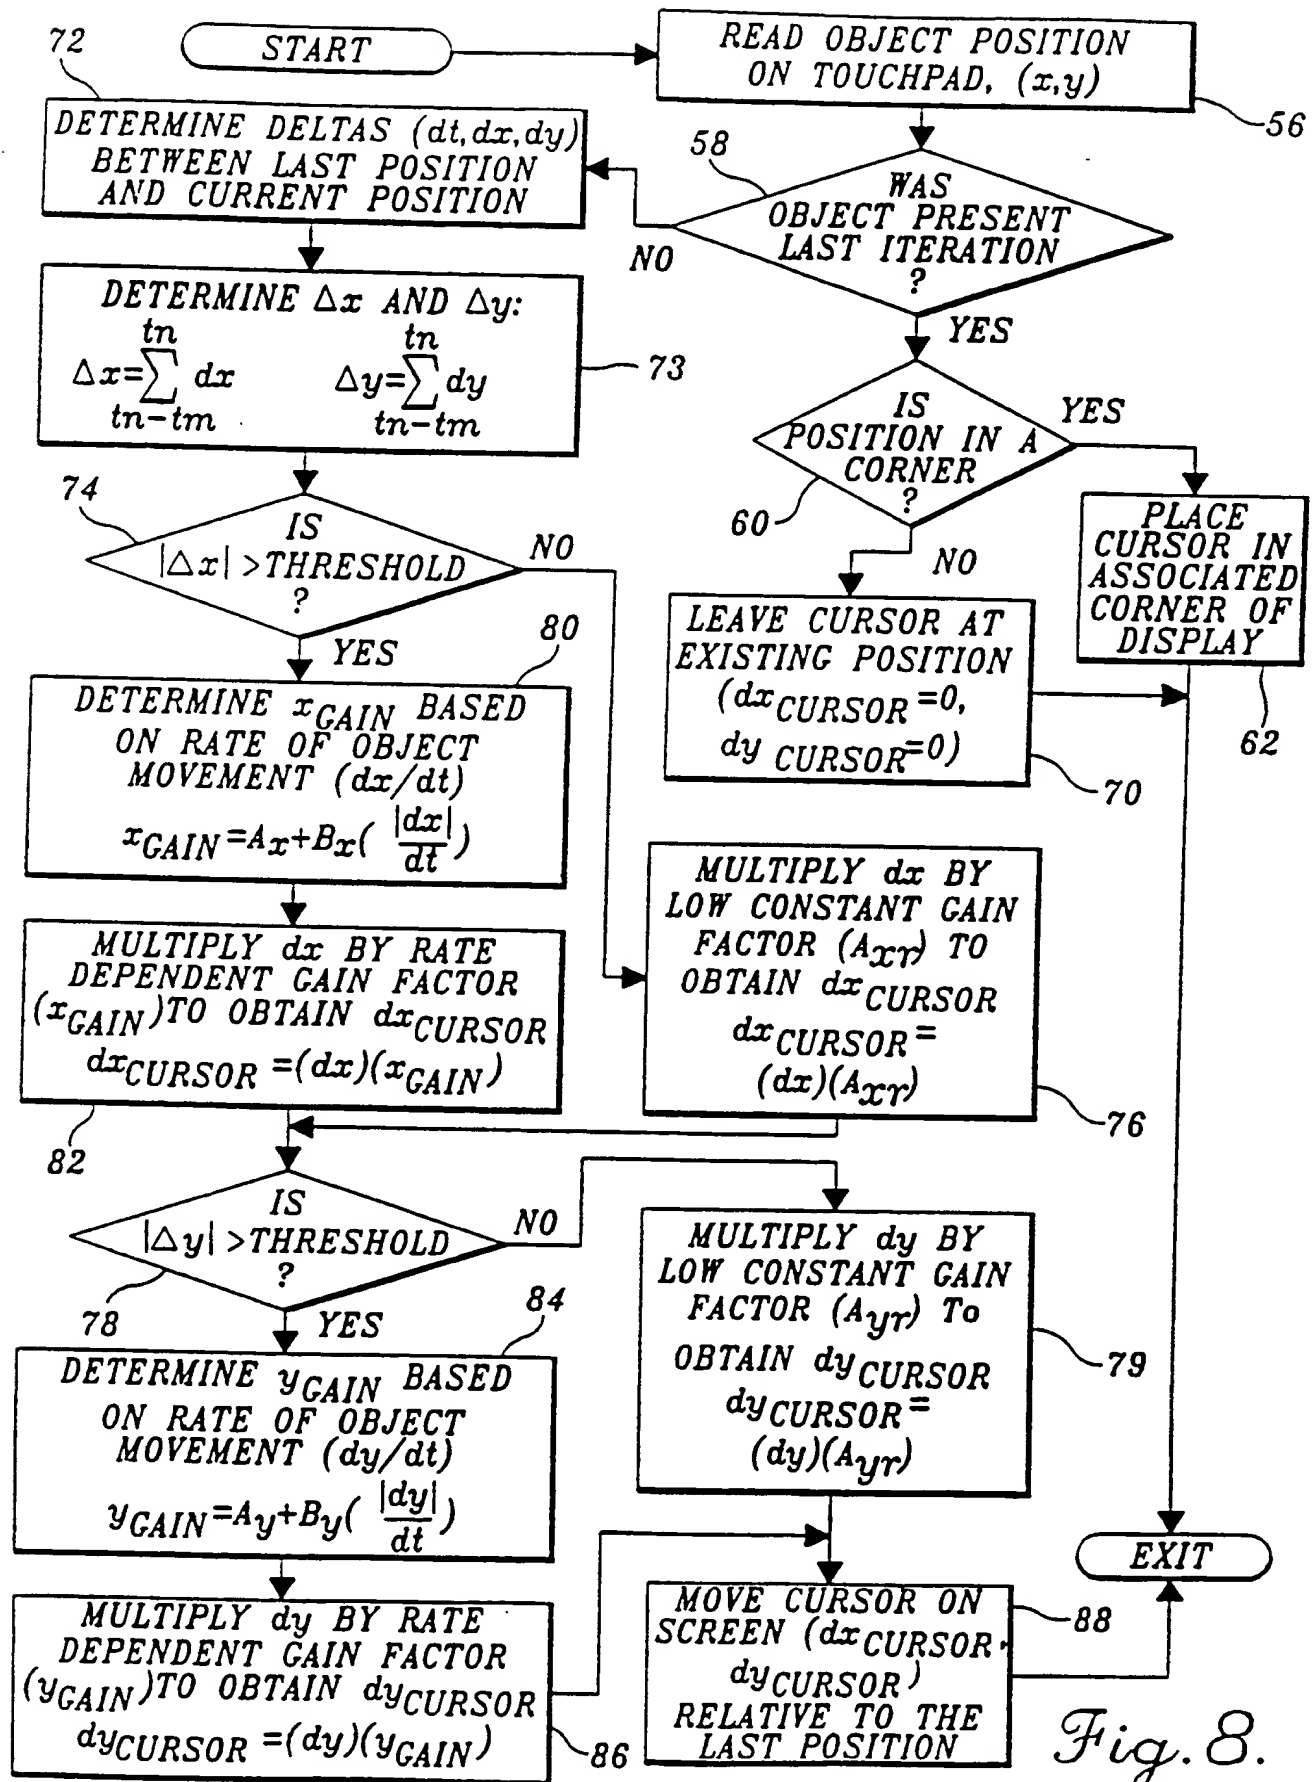 START
READ OBJECT POSITION
ON TOUCHPAD, (x,y)
56
72
DETERMINE DELTAS (dt,dx,dy)
BETWEEN LAST POSITION
AND CURRENT POSITION
58
WAS
OBJECT PRESENT
LAST ITERATION
?
NO
YES
DETERMINE Δx AND Δy:
tn
Δx=∑ dx
tn-tm
tn
Δy=∑ dy
tn-tm
73
IS
POSITION IN A
CORNER
?
YES
60
NO
PLACE
CURSOR IN
ASSOCIATED
CORNER OF
DISPLAY
62
74
IS
|Δx| >THRESHOLD
?
NO
YES
LEAVE CURSOR AT
EXISTING POSITION
(dxCURSOR=0,
dy CURSOR=0)
70
80
DETERMINE xGAIN BASED
ON RATE OF OBJECT
MOVEMENT (dx/dt)
xGAIN=Ax+Bx( |dx|
dt )
MULTIPLY dx BY
LOW CONSTANT GAIN
FACTOR (Axr) TO
OBTAIN dxCURSOR
dxCURSOR=
(dx)(Axr)
76
MULTIPLY dx BY RATE
DEPENDENT GAIN FACTOR
(xGAIN)TO OBTAIN dxCURSOR
dxCURSOR=(dx)(xGAIN)
82
IS
|Δy| >THRESHOLD
?
NO
78
YES
MULTIPLY dy BY
LOW CONSTANT GAIN
FACTOR (Ayr) To
OBTAIN dyCURSOR
dyCURSOR=
(dy)(Ayr)
79
84
DETERMINE yGAIN BASED
ON RATE OF OBJECT
MOVEMENT (dy/dt)
yGAIN=Ay+By( |dy|
dt )
EXIT
MULTIPLY dy BY RATE
DEPENDENT GAIN FACTOR
(yGAIN)TO OBTAIN dyCURSOR
dyCURSOR=(dy)(yGAIN)
86
MOVE CURSOR ON
SCREEN (dxCURSOR,
dyCURSOR)
RELATIVE TO THE
LAST POSITION
88
Fig. 8.